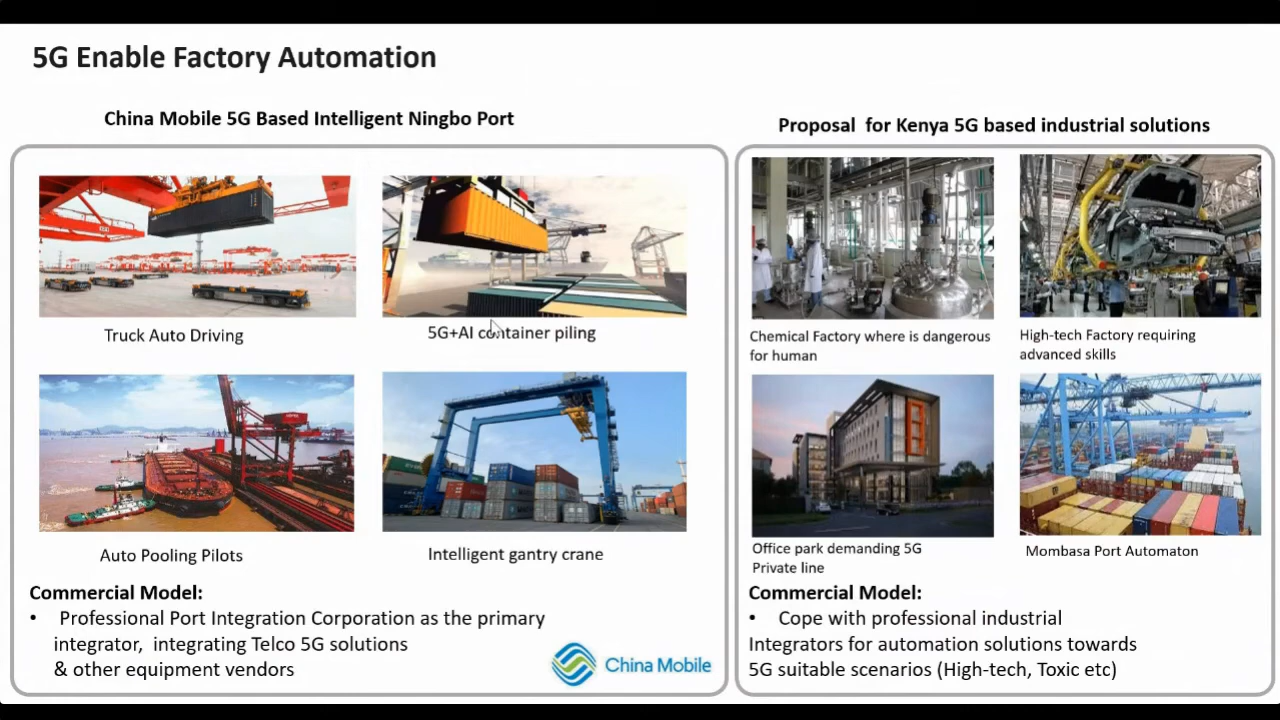 5G Enable Factory Automation
China Mobile 5G Based Intelligent Ningbo Port
Truck Auto Driving
5G+AI container piling
Auto Pooling Pilots
Intelligent gantry crane
Commercial Model:
• Professional Port Integration Corporation as the primary
integrator, integrating Telco 5G solutions
& other equipment vendors
China Mobile
Proposal for Kenya 5G based industrial solutions
Chemical Factory where is dangerous
for human
High-tech Factory requiring
advanced skills
Office park demanding 5G
Private line
Mombasa Port Automaton
Commercial Model:
• Cope with professional industrial
Integrators for automation solutions towards
5G suitable scenarios (High-tech, Toxic etc)